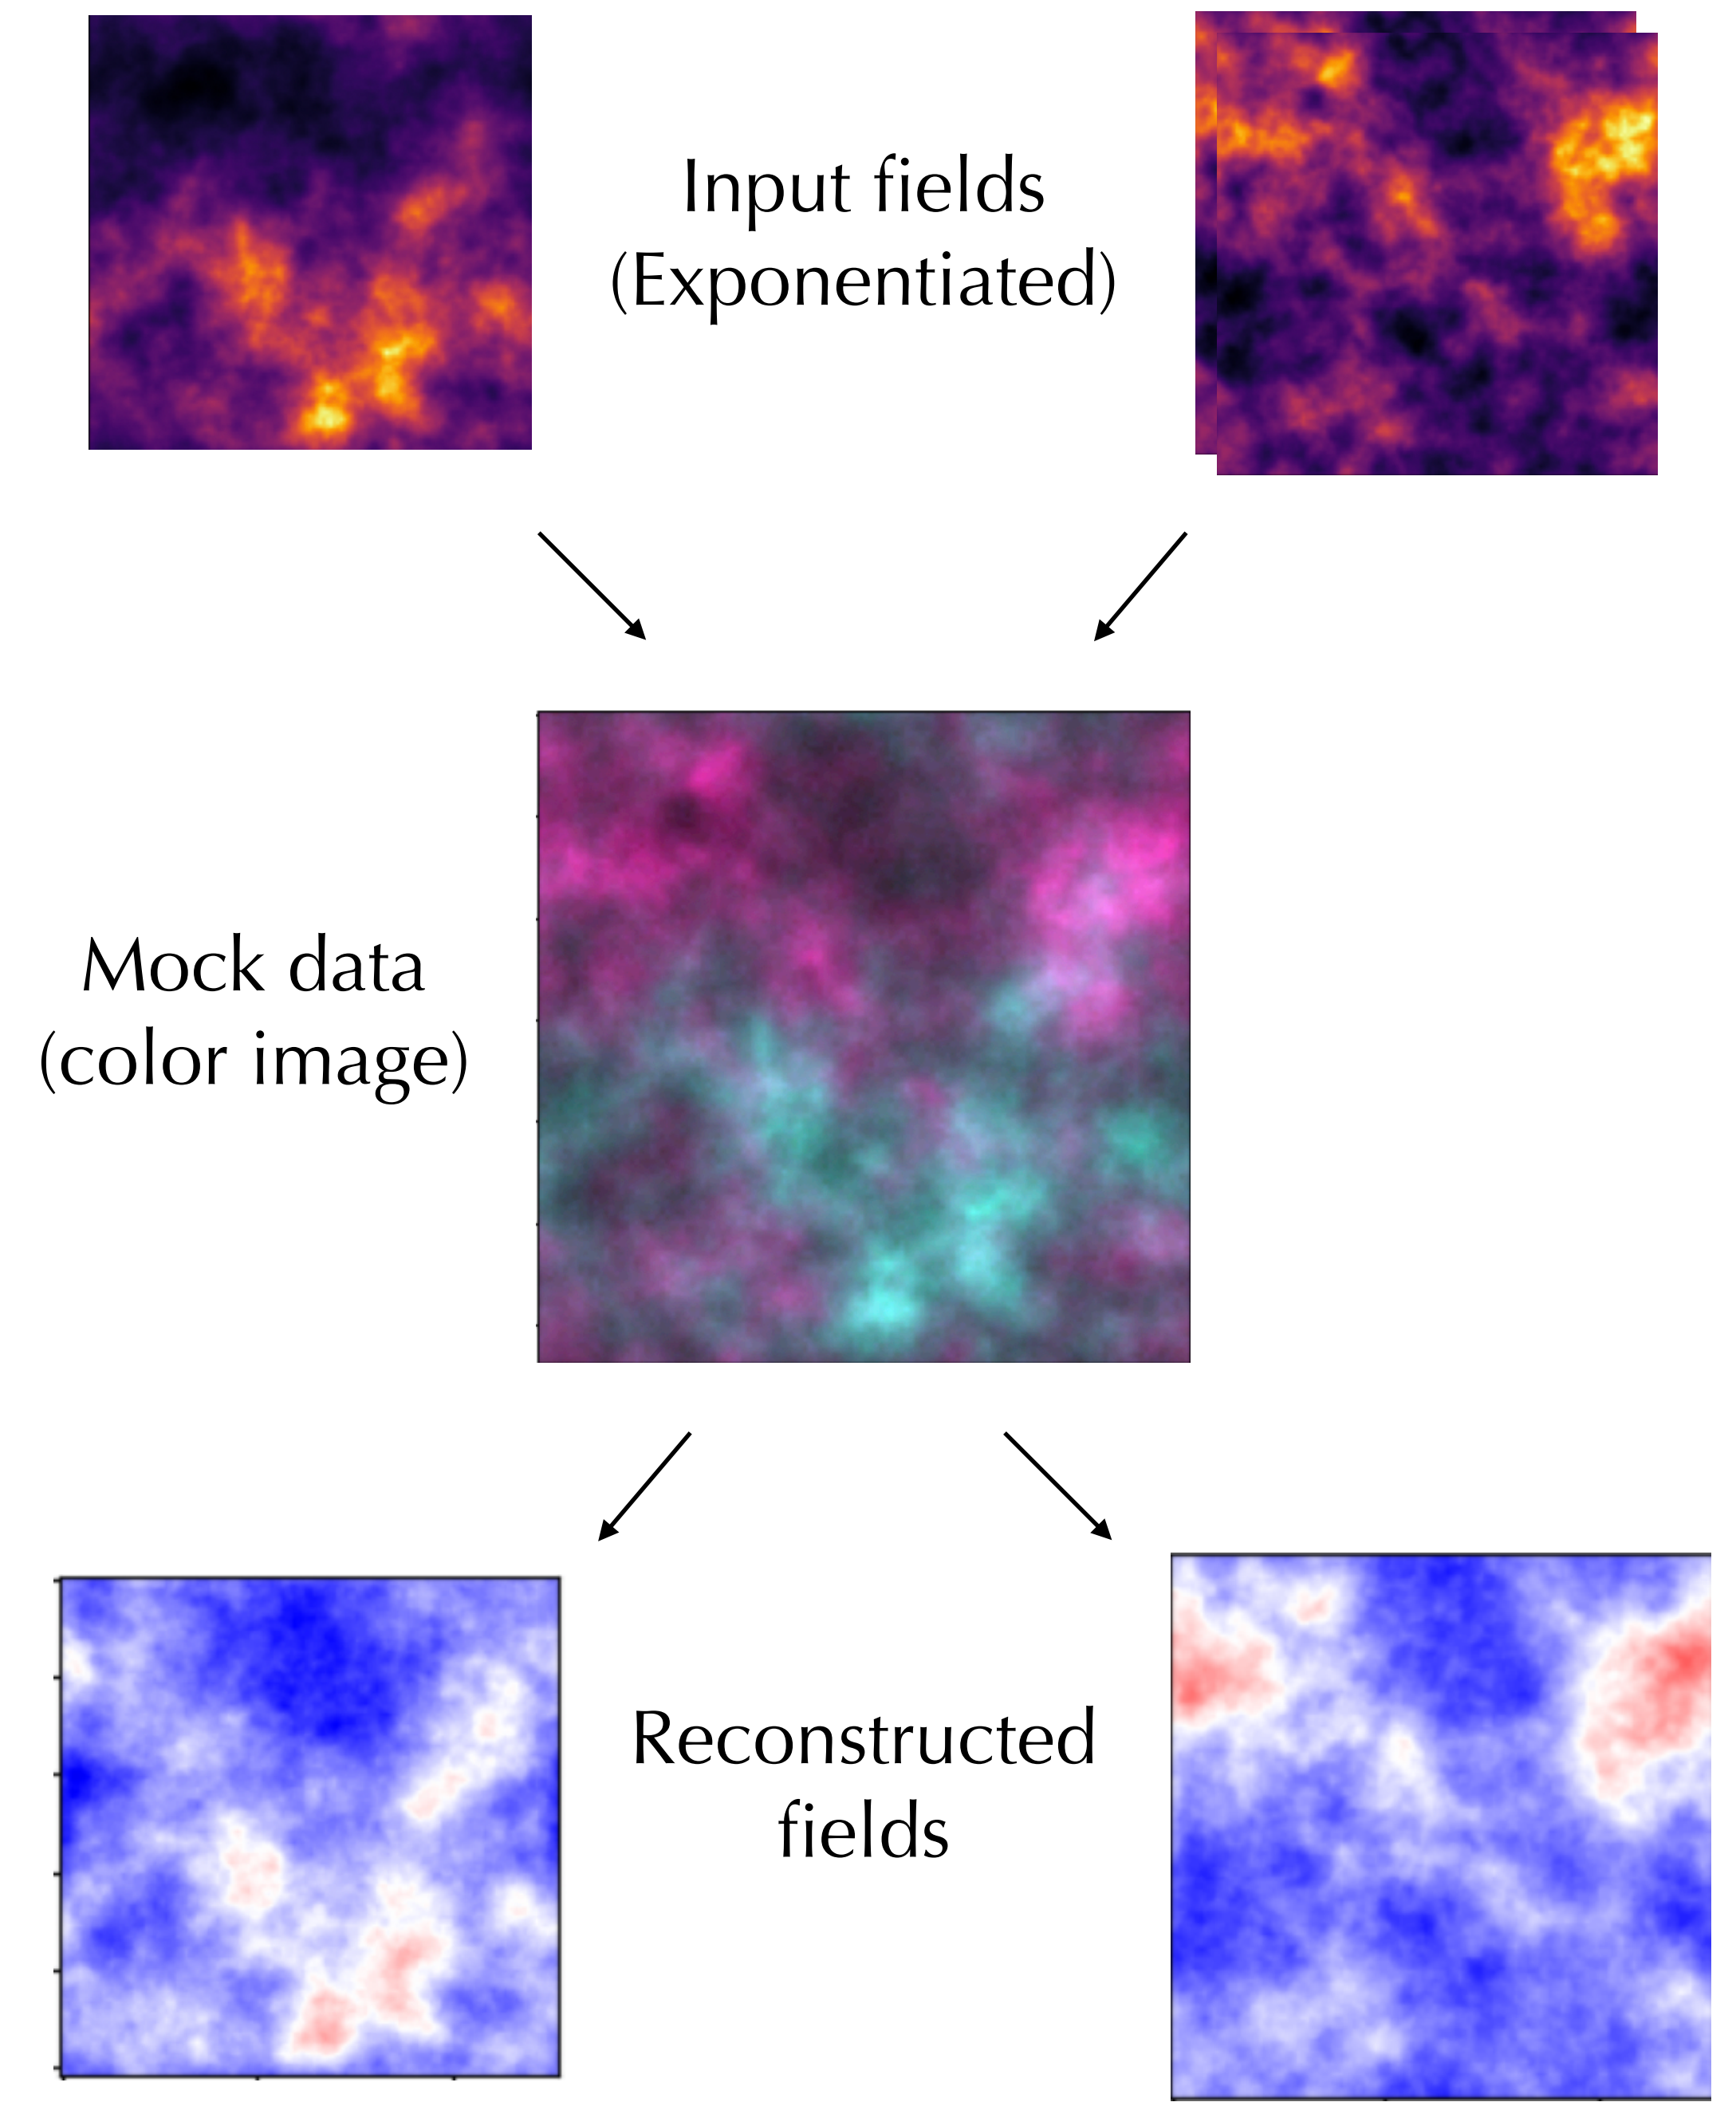 Input fields
(Exponentiated)
Mock data
(color image)
Reconstructed
fields